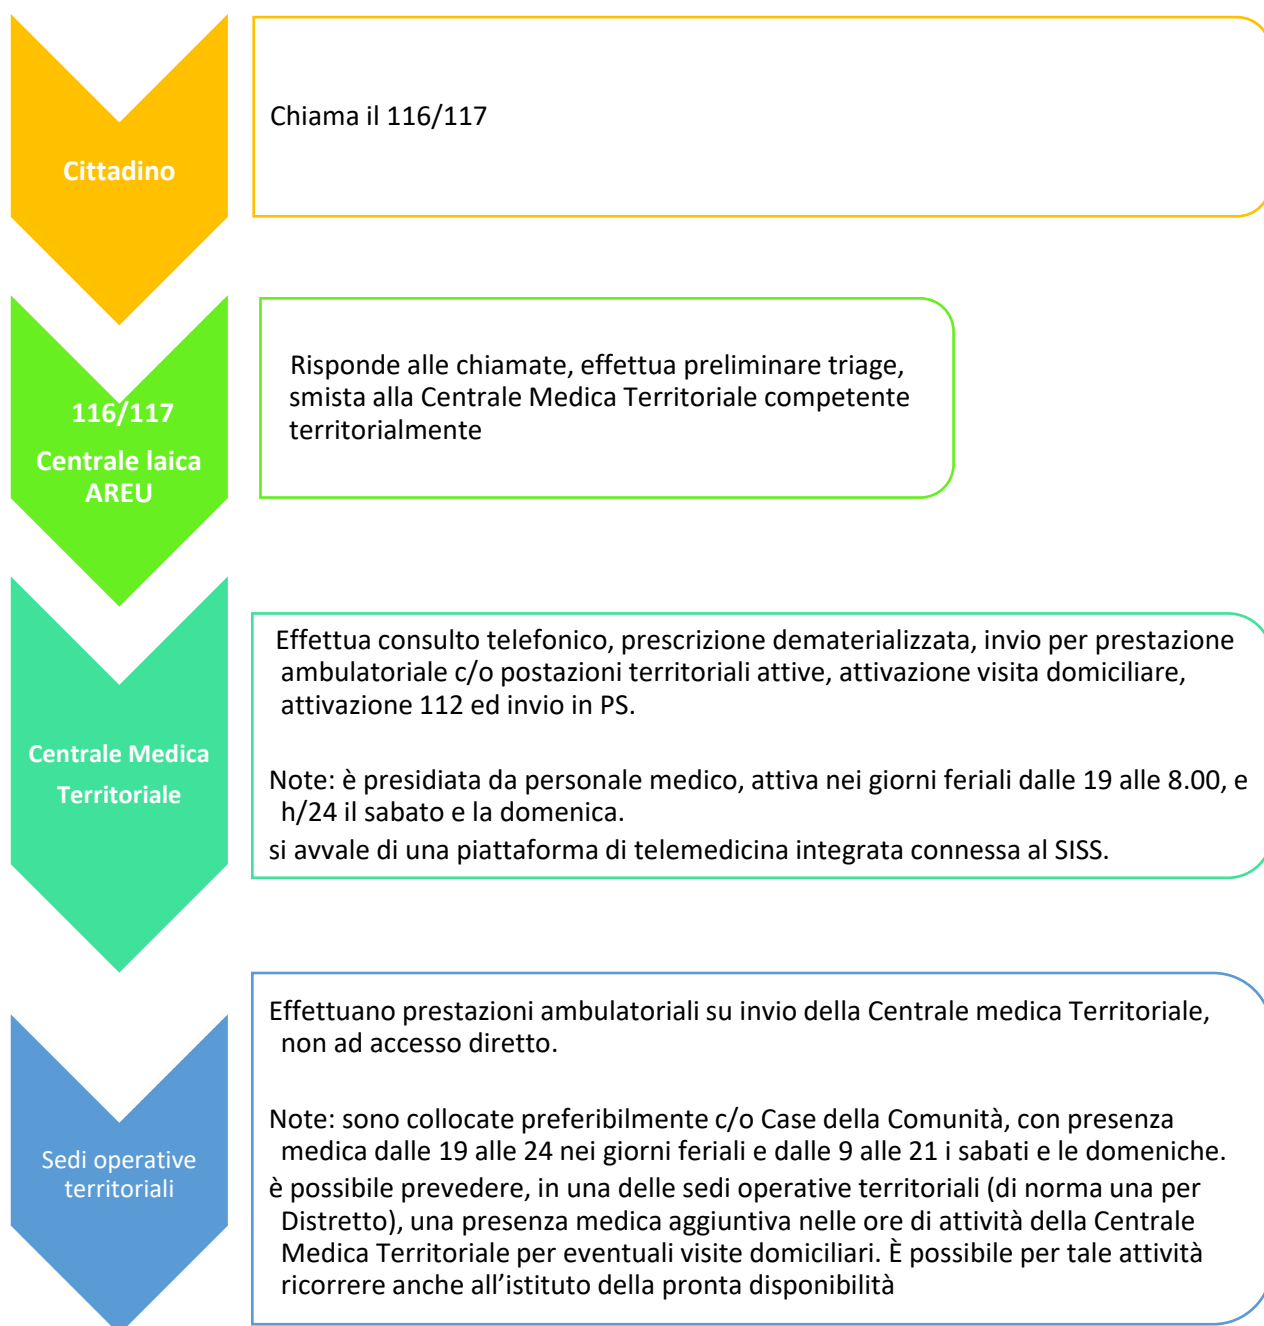 Cittadino
Chiama il 116/117
116/117
Centrale laica
AREU
Risponde alle chiamate, effettua preliminare triage,
smista alla Centrale Medica Territoriale competente
territorialmente
Centrale Medica
Territoriale
Effettua consulto telefonico, prescrizione dematerializzata, invio per prestazione
ambulatoriale c/o postazioni territoriali attive, attivazione visita domiciliare,
attivazione 112 ed invio in PS.
Note: è presidiata da personale medico, attiva nei giorni feriali dalle 19 alle 8.00, e
h/24 il sabato e la domenica.
si avvale di una piattaforma di telemedicina integrata connessa al SISS.
Sedi operative
territoriali
Effettuano prestazioni ambulatoriali su invio della Centrale medica Territoriale,
non ad accesso diretto.
Note: sono collocate preferibilmente c/o Case della Comunità, con presenza
medica dalle 19 alle 24 nei giorni feriali e dalle 9 alle 21 i sabati e le domeniche.
è possibile prevedere, in una delle sedi operative territoriali (di norma una per
Distretto), una presenza medica aggiuntiva nelle ore di attività della Centrale
Medica Territoriale per eventuali visite domiciliari. È possibile per tale attività
ricorrere anche all’istituto della pronta disponibilità